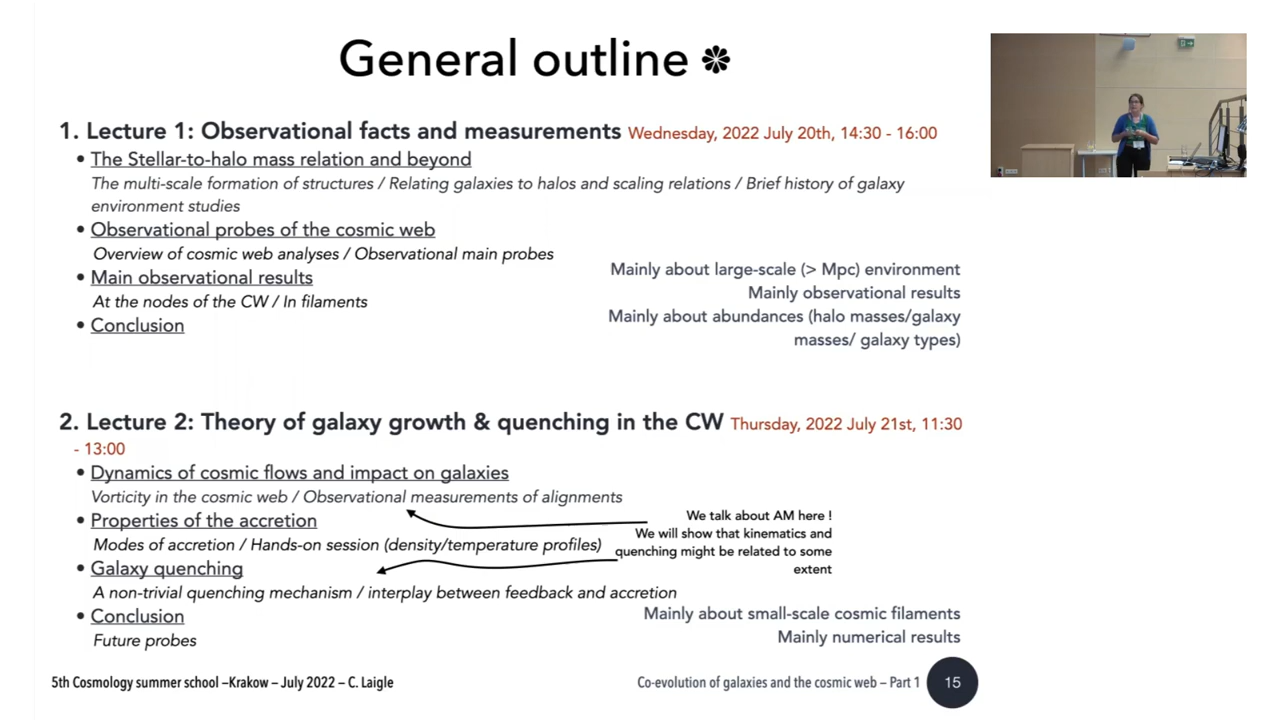 General outline ✽
1. Lecture 1: Observational facts and measurements Wednesday, 2022 July 20th, 14:30 - 16:00
• The Stellar-to-halo mass relation and beyond
The multi-scale formation of structures / Relating galaxies to halos and scaling relations / Brief history of galaxy
environment studies
• Observational probes of the cosmic web
Overview of cosmic web analyses / Observational main probes
• Main observational results
At the nodes of the CW / In filaments
• Conclusion
Mainly about large-scale (> Mpc) environment
Mainly observational results
Mainly about abundances (halo masses/galaxy
masses/ galaxy types)
2. Lecture 2: Theory of galaxy growth & quenching in the CW Thursday, 2022 July 21st, 11:30
- 13:00
• Dynamics of cosmic flows and impact on galaxies
Vorticity in the cosmic web / Observational measurements of alignments
• Properties of the accretion
Modes of accretion / Hands-on session (density/temperature profiles)
• Galaxy quenching
A non-trivial quenching mechanism / interplay between feedback and accretion
• Conclusion
Future probes
We talk about AM here !
We will show that kinematics and
quenching might be related to some
extent
Mainly about small-scale cosmic filaments
Mainly numerical results
5th Cosmology summer school –Krakow – July 2022 – C. Laigle
Co-evolution of galaxies and the cosmic web – Part 1
15